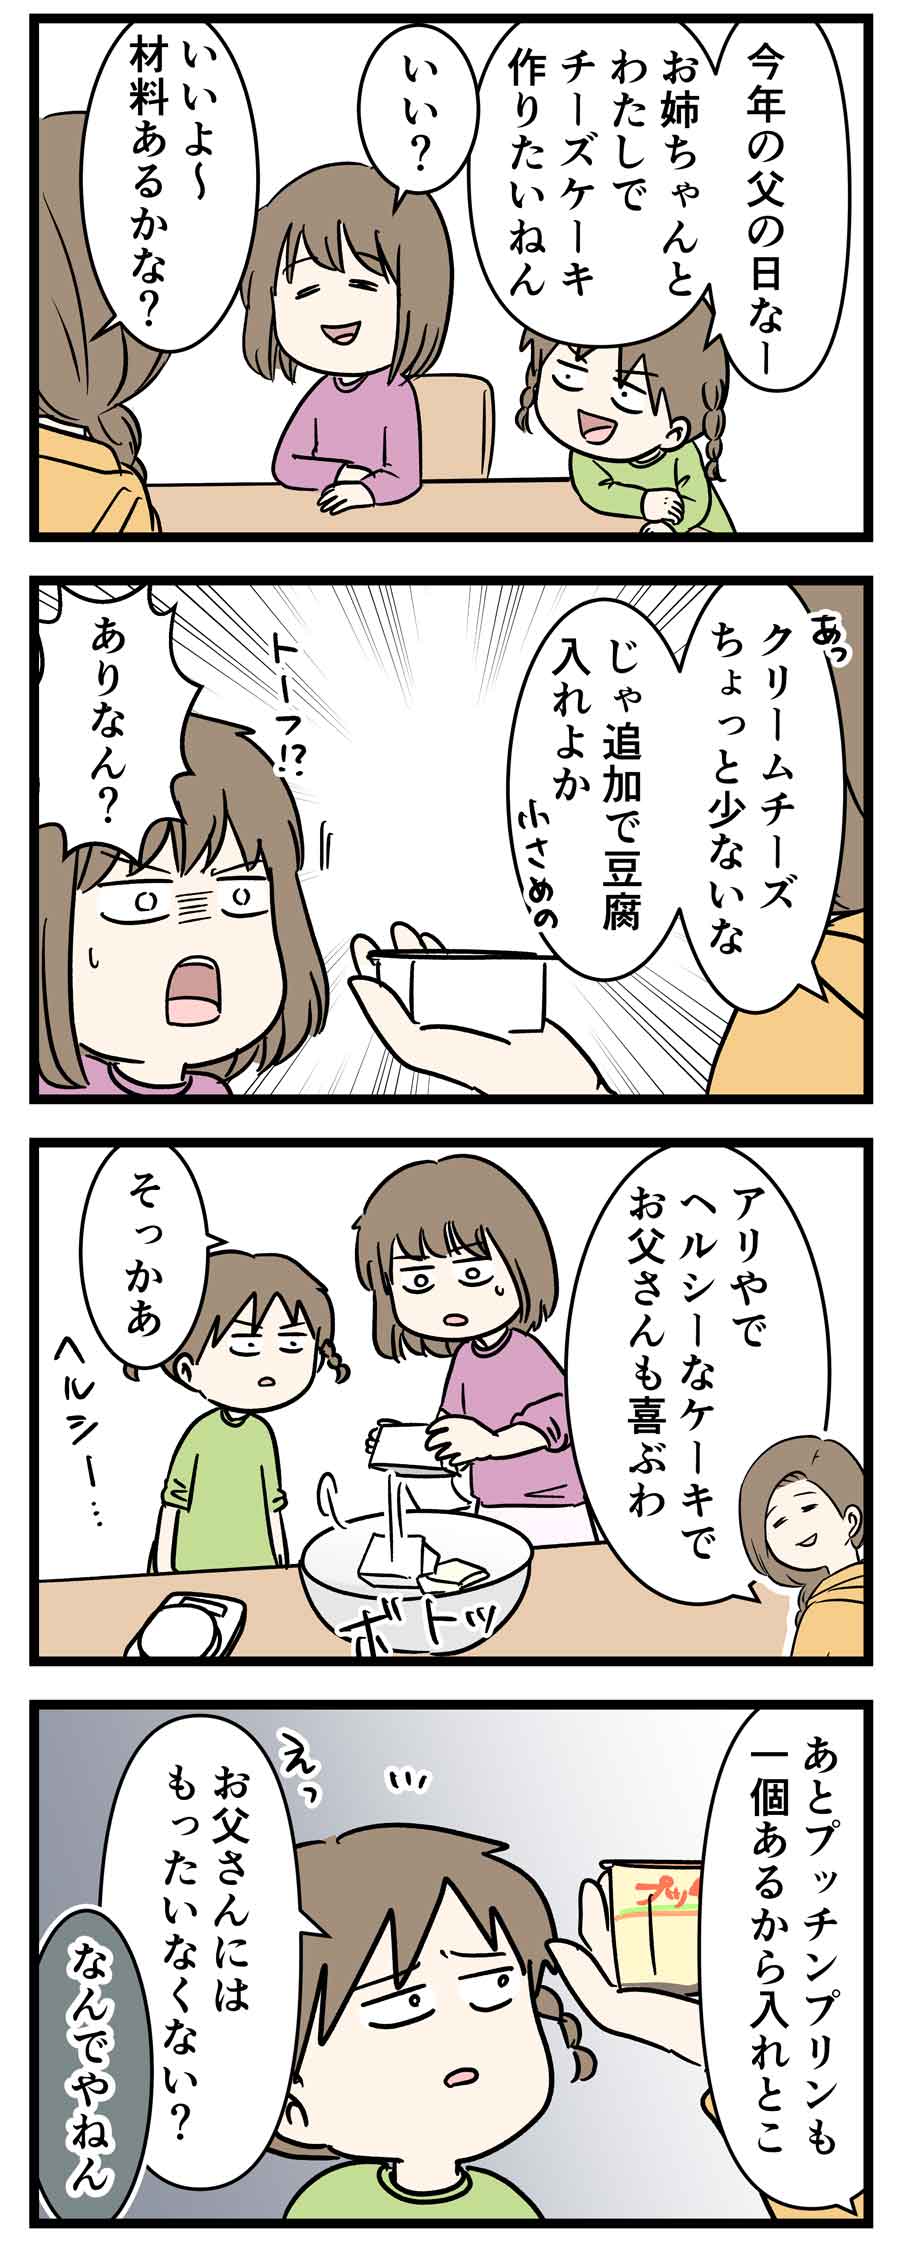 今年の父の日なー
お姉ちゃんと
わたしで
チーズケーキ
作りたいねん
いい？
いいよ〜
材料あるかな？
あっ
クリームチーズ
ちょっと少ないな
じゃ追加で豆腐
入れよか
小さめの
トーフ!?
ありなん？
アリやで
ヘルシーなケーキで
お父さんも喜ぶわ
そっかあ
ヘルシー…
ボトッ
あとプッチンプリンも
一個あるから入れとこ
プッ
えっ
お父さんには
もったいなくない？
なんでやねん